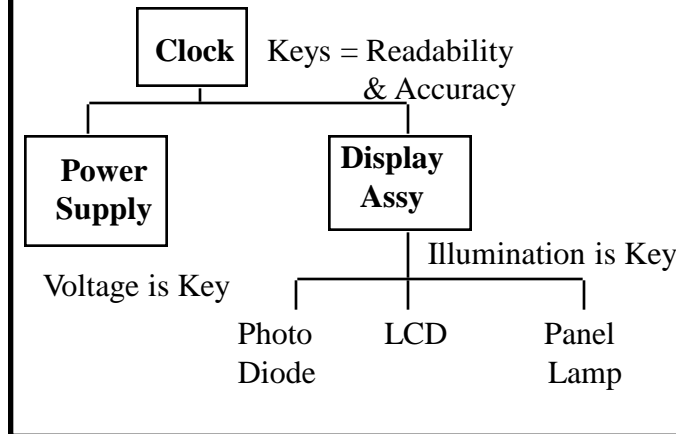 Clock
Keys = Readability
& Accuracy
Power
Supply
Display
Assy
Voltage is Key
Illumination is Key
Photo
Diode
LCD
Panel
Lamp